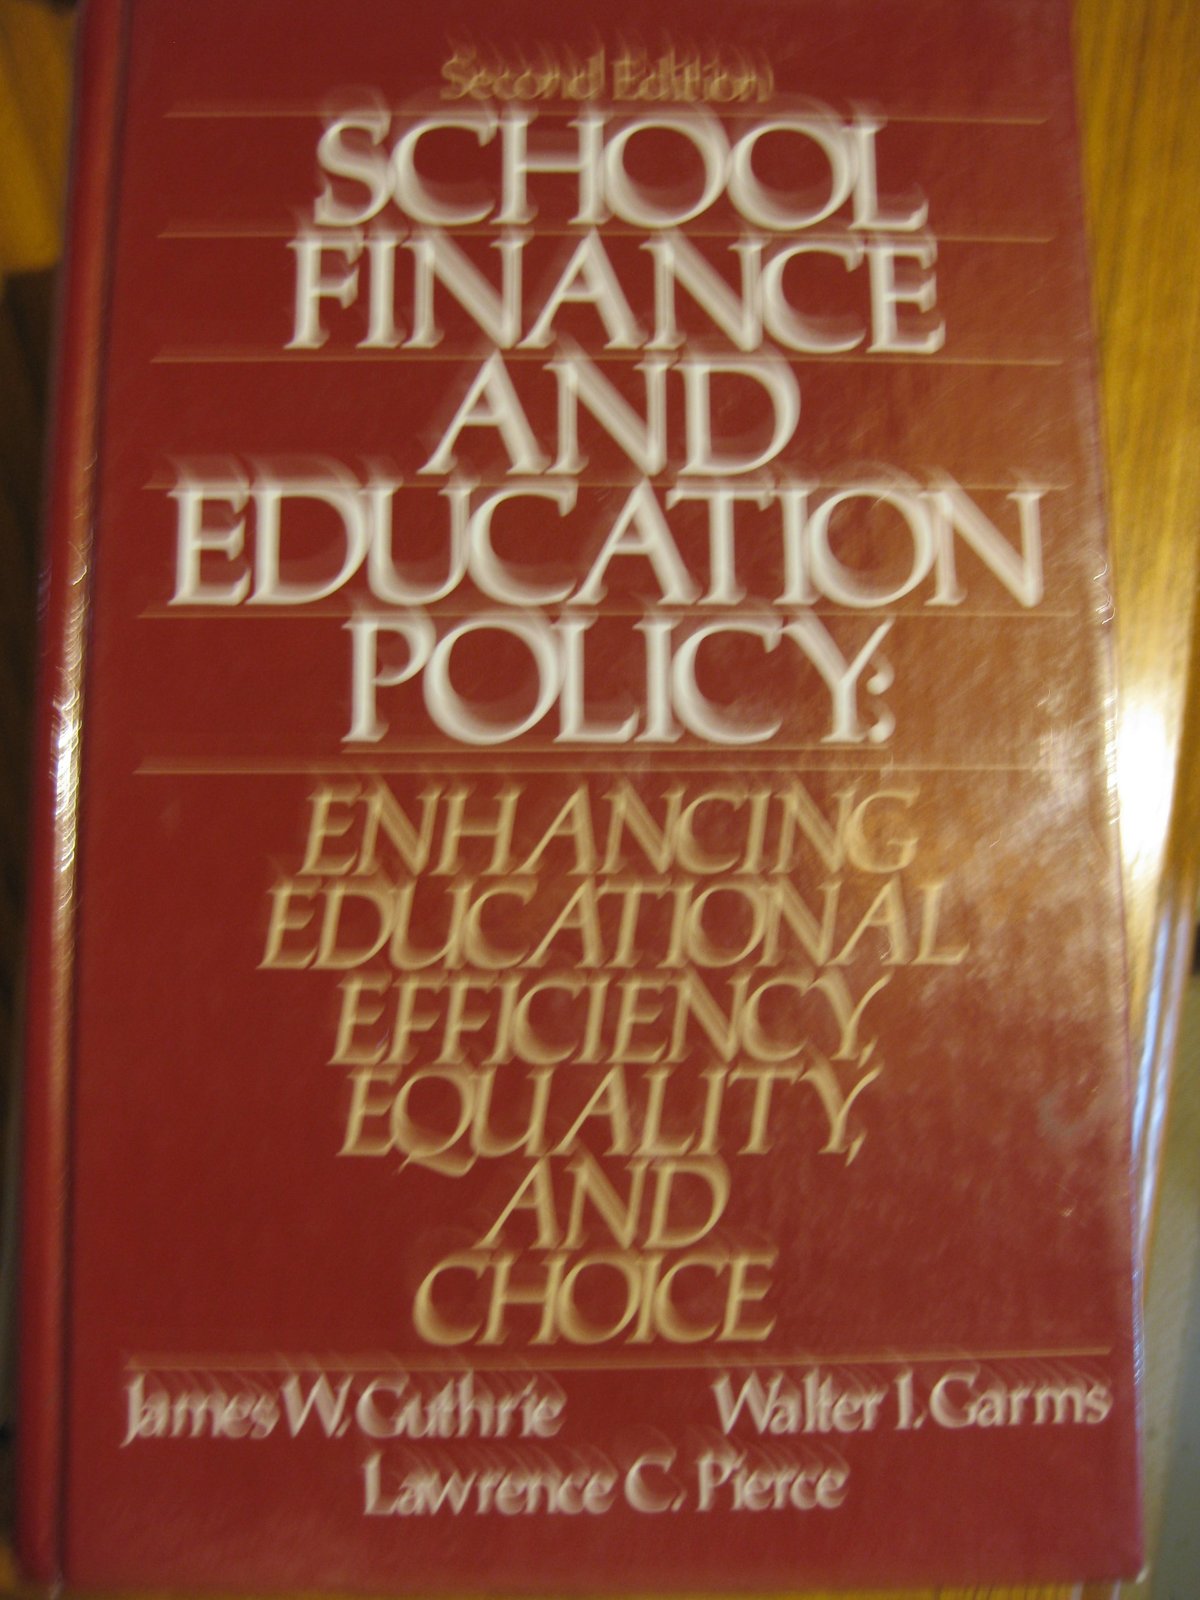 Second Edition
SCHOOL
FINANCE
AND
EDUCATION
POLICY:
ENHANCING
EDUCATIONAL
EFFICIENCY,
EQUALITY,
AND
CHOICE
James W. Guthrie Walter I. Garms
Lawrence C. Pierce